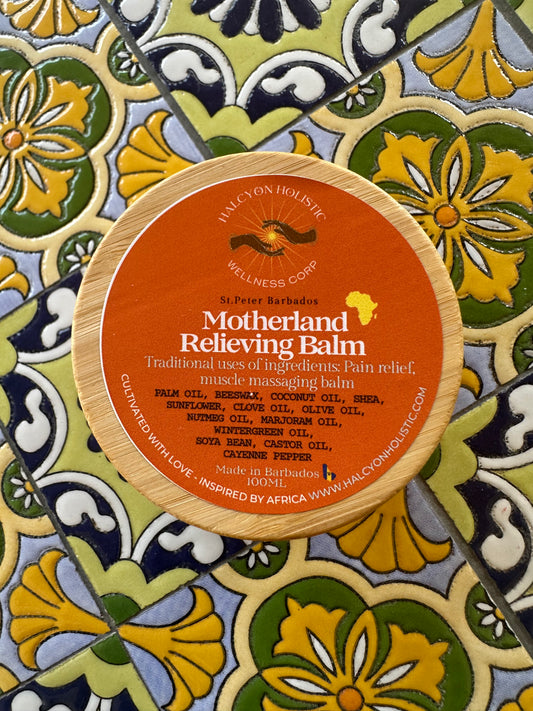 HALCYON HOLISTIC
WELLNESS CORP
St.Peter Barbados
Motherland
Relieving Balm
Traditional uses of ingredients: Pain relief,
muscle massaging balm
PALM OIL, BEESWAX, COCONUT OIL, SHEA,
SUNFLOWER, CLOVE OIL, OLIVE OIL,
NUTMEG OIL, MARJORAM OIL,
WINTERGREEN OIL,
SOYA BEAN, CASTOR OIL,
CAYENNE PEPPER
Made in Barbados
100ML
CULTIVATED WITH LOVE - INSPIRED BY AFRICA WWW.HALCYONHOLISTIC.COM